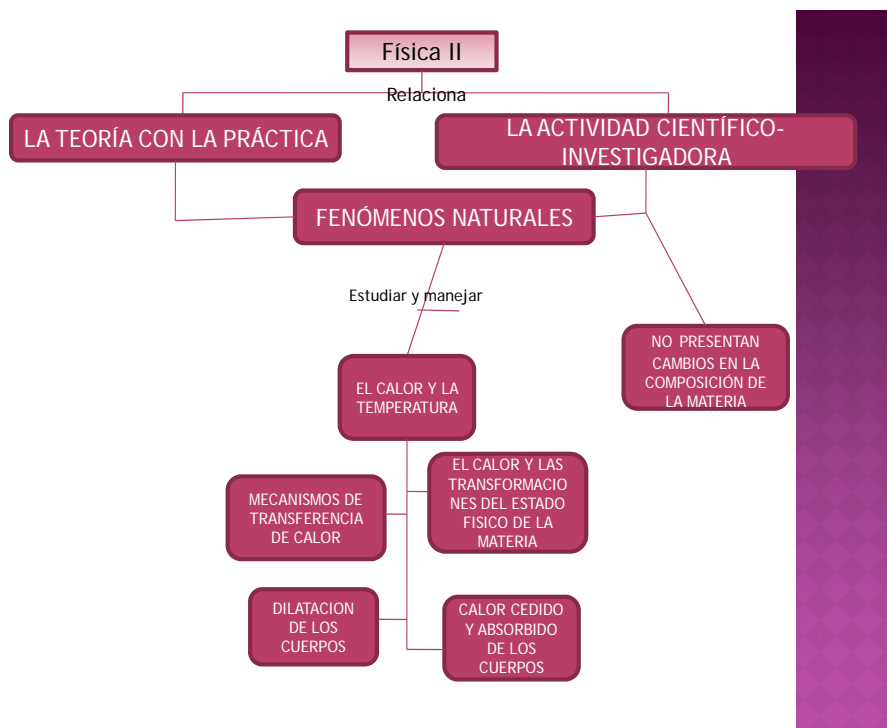 Física II
Relaciona
LA TEORÍA CON LA PRÁCTICA
LA ACTIVIDAD CIENTÍFICO-
INVESTIGADORA
FENÓMENOS NATURALES
Estudiar y manejar
NO PRESENTAN
CAMBIOS EN LA
COMPOSICIÓN DE
LA MATERIA
EL CALOR Y LA
TEMPERATURA
EL CALOR Y LAS
TRANSFORMACIO
NES DEL ESTADO
FISICO DE LA
MATERIA
MECANISMOS DE
TRANSFERENCIA
DE CALOR
DILATACION
DE LOS
CUERPOS
CALOR CEDIDO
Y ABSORBIDO
DE LOS
CUERPOS